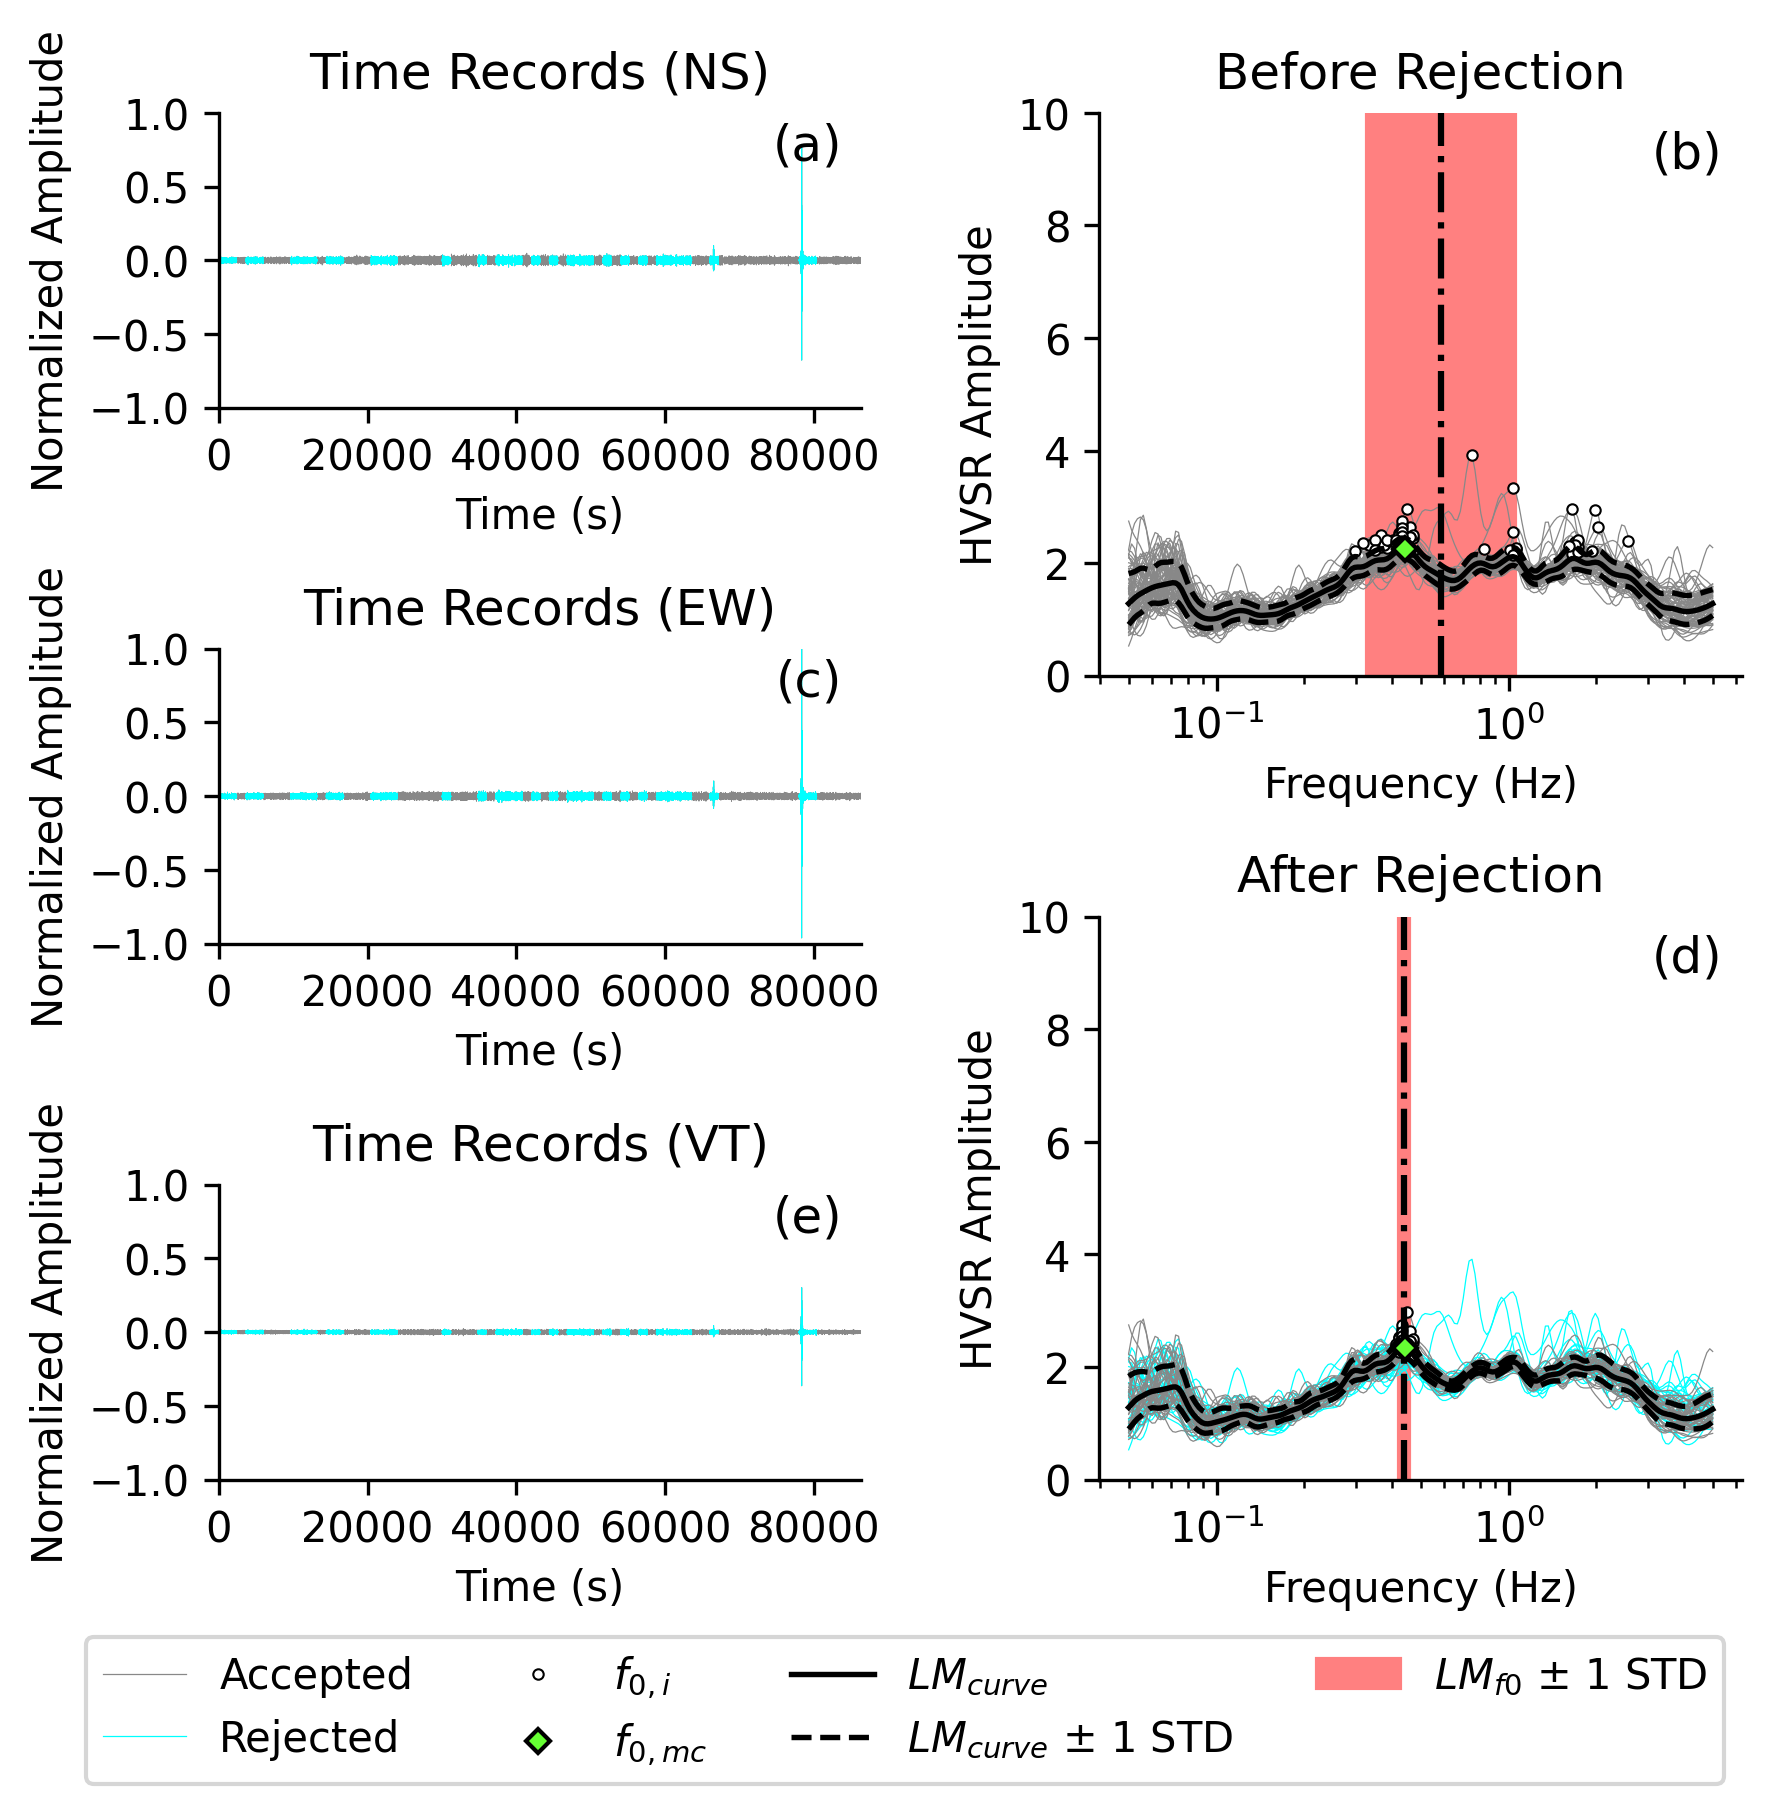 Time Records (NS)
(a)
Normalized Amplitude
1.0
0.5
0.0
−0.5
−1.0
0 20000 40000 60000 80000
Time (s)
Before Rejection
(b)
HVSR Amplitude
10
8
6
4
2
0
10⁻¹ 10⁰
Frequency (Hz)
Time Records (EW)
(c)
Normalized Amplitude
1.0
0.5
0.0
−0.5
−1.0
0 20000 40000 60000 80000
Time (s)
After Rejection
(d)
HVSR Amplitude
10
8
6
4
2
0
10⁻¹ 10⁰
Frequency (Hz)
Time Records (VT)
(e)
Normalized Amplitude
1.0
0.5
0.0
−0.5
−1.0
0 20000 40000 60000 80000
Time (s)
Accepted
Rejected
f0,i
f0,mc
LMcurve
LMcurve ± 1 STD
LMf0 ± 1 STD